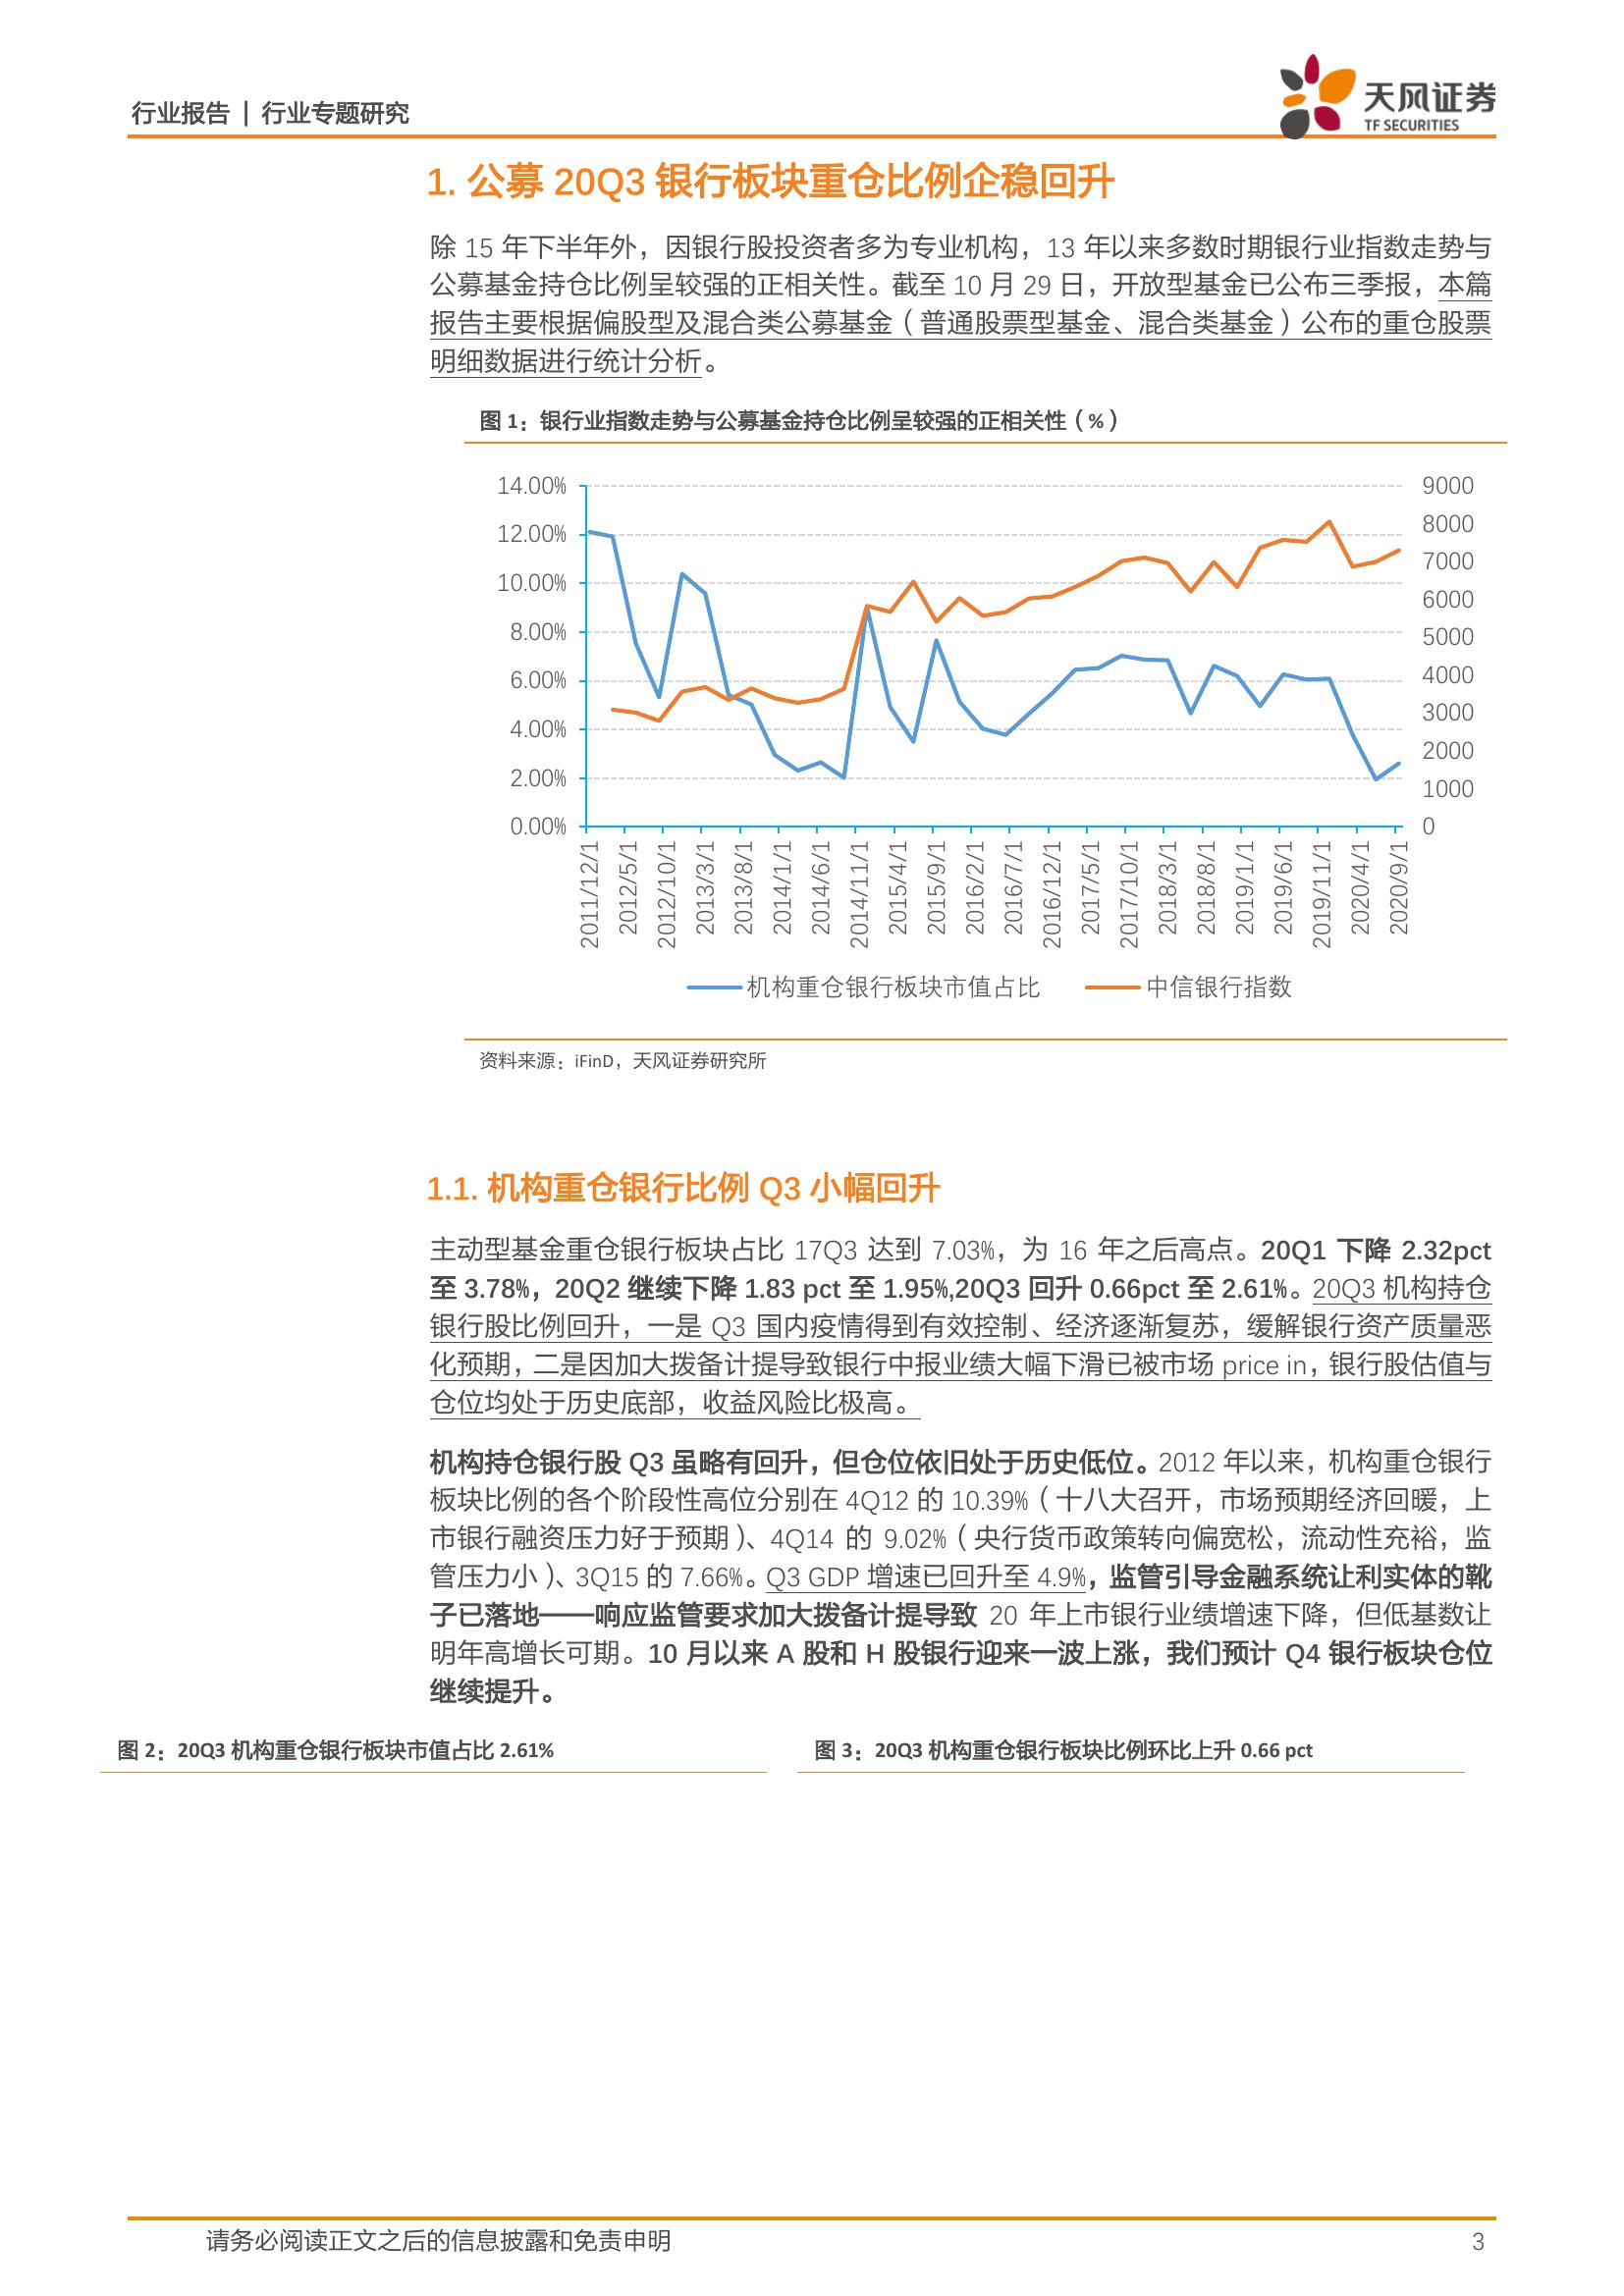 行业报告 | 行业专题研究
天风证券
TF SECURITIES
1. 公募 20Q3 银行板块重仓比例企稳回升
除 15 年下半年外，因银行股投资者多为专业机构，13 年以来多数时期银行业指数走势与
公募基金持仓比例呈较强的正相关性。截至 10 月 29 日，开放型基金已公布三季报，本篇
报告主要根据偏股型及混合类公募基金（普通股票型基金、混合类基金）公布的重仓股票
明细数据进行统计分析。
图 1：银行业指数走势与公募基金持仓比例呈较强的正相关性（%）
14.00%
12.00%
10.00%
8.00%
6.00%
4.00%
2.00%
0.00%
9000
8000
7000
6000
5000
4000
3000
2000
1000
0
2011/12/1
2012/5/1
2012/10/1
2013/3/1
2013/8/1
2014/1/1
2014/6/1
2014/11/1
2015/4/1
2015/9/1
2016/2/1
2016/7/1
2016/12/1
2017/5/1
2017/10/1
2018/3/1
2018/8/1
2019/1/1
2019/6/1
2019/11/1
2020/4/1
2020/9/1
机构重仓银行板块市值占比
中信银行指数
资料来源：iFinD，天风证券研究所
1.1. 机构重仓银行比例 Q3 小幅回升
主动型基金重仓银行板块占比 17Q3 达到 7.03%，为 16 年之后高点。20Q1 下降 2.32pct
至 3.78%，20Q2 继续下降 1.83 pct 至 1.95%,20Q3 回升 0.66pct 至 2.61%。20Q3 机构持仓
银行股比例回升，一是 Q3 国内疫情得到有效控制、经济逐渐复苏，缓解银行资产质量恶
化预期，二是因加大拨备计提导致银行中报业绩大幅下滑已被市场 price in，银行股估值与
仓位均处于历史底部，收益风险比极高。
机构持仓银行股 Q3 虽略有回升，但仓位依旧处于历史低位。2012 年以来，机构重仓银行
板块比例的各个阶段性高位分别在 4Q12 的 10.39%（十八大召开，市场预期经济回暖，上
市银行融资压力好于预期）、4Q14 的 9.02%（央行货币政策转向偏宽松，流动性充裕，监
管压力小）、3Q15 的 7.66%。Q3 GDP 增速已回升至 4.9%，监管引导金融系统让利实体的靴
子已落地——响应监管要求加大拨备计提导致 20 年上市银行业绩增速下降，但低基数让
明年高增长可期。10 月以来 A 股和 H 股银行迎来一波上涨，我们预计 Q4 银行板块仓位
继续提升。
图 2：20Q3 机构重仓银行板块市值占比 2.61%
图 3：20Q3 机构重仓银行板块比例环比上升 0.66 pct
请务必阅读正文之后的信息披露和免责申明
3